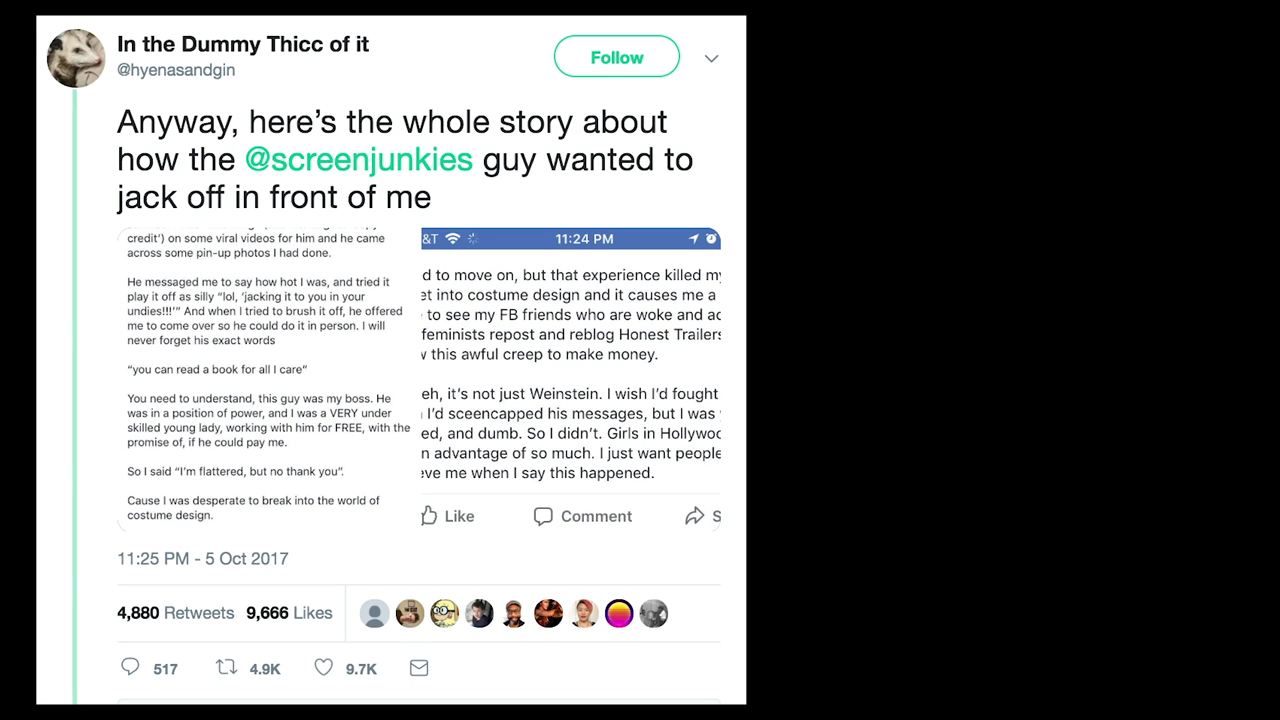 In the Dummy Thicc of it
@hyenasandgin
Follow
Anyway, here's the whole story about
how the @screenjunkies guy wanted to
jack off in front of me
credit') on some viral videos for him and he came
across some pin-up photos I had done.
He messaged me to say how hot I was, and tried it
play it off as silly "lol, 'jacking it to you in your
undies!!!'" And when I tried to brush it off, he offered
me to come over so he could do it in person. I will
never forget his exact words
"you can read a book for all I care"
You need to understand, this guy was my boss. He
was in a position of power, and I was a VERY under
skilled young lady, working with him for FREE, with the
promise of, if he could pay me.
So I said "I'm flattered, but no thank you".
Cause I was desperate to break into the world of
costume design.
&T 11:24 PM
d to move on, but that experience killed my
et into costume design and it causes me a
to see my FB friends who are woke and ac
feminists repost and reblog Honest Trailers
w this awful creep to make money.
eh, it's not just Weinstein. I wish I'd fought
I'd sceencapped his messages, but I was
ed, and dumb. So I didn't. Girls in Hollywoo
n advantage of so much. I just want people
eve me when I say this happened.
Like Comment S
11:25 PM - 5 Oct 2017
4,880 Retweets 9,666 Likes
517 4.9K 9.7K